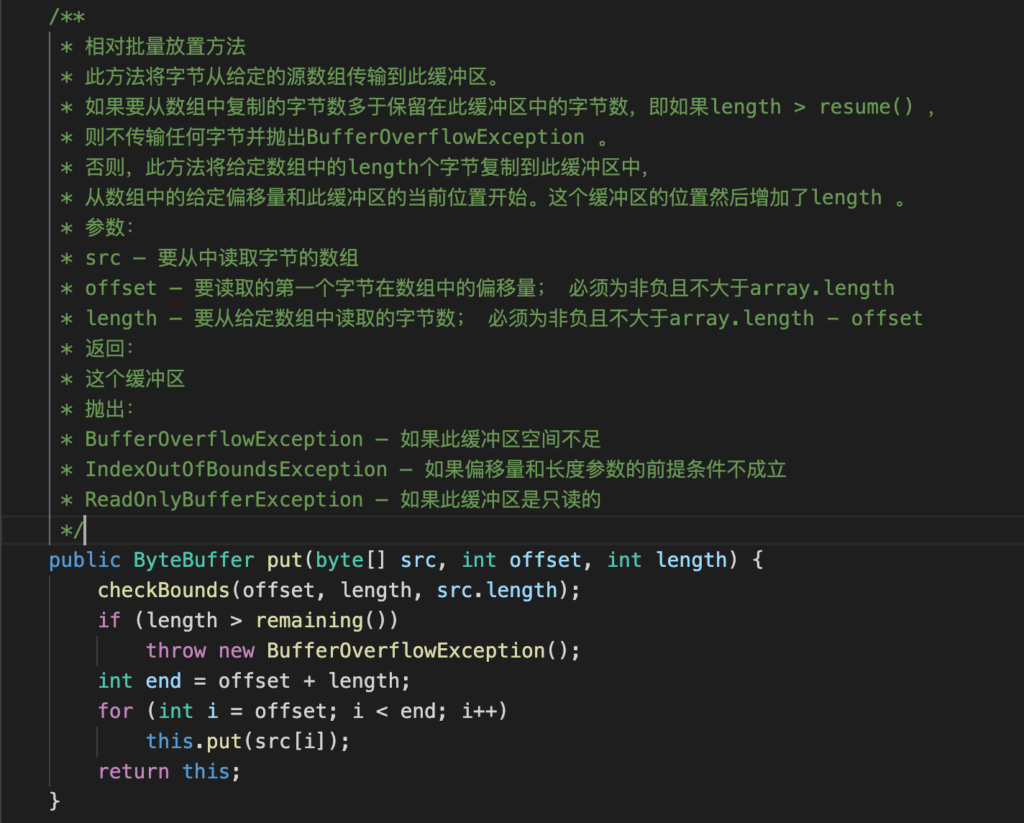 /**
* 相对批量放置方法
* 此方法将字节从给定的源数组传输到此缓冲区。
* 如果要从数组中复制的字节数多于保留在此缓冲区中的字节数，即如果length > resume() ，
* 则不传输任何字节并抛出BufferOverflowException 。
* 否则，此方法将给定数组中的length个字节复制到此缓冲区中，
* 从数组中的给定偏移量和此缓冲区的当前位置开始。这个缓冲区的位置然后增加了length 。
* 参数：
* src – 要从中读取字节的数组
* offset – 要读取的第一个字节在数组中的偏移量； 必须为非负且不大于array.length
* length – 要从给定数组中读取的字节数； 必须为非负且不大于array.length - offset
* 返回：
* 这个缓冲区
* 抛出：
* BufferOverflowException – 如果此缓冲区空间不足
* IndexOutOfBoundsException – 如果偏移量和长度参数的前提条件不成立
* ReadOnlyBufferException – 如果此缓冲区是只读的
*/
public ByteBuffer put(byte[] src, int offset, int length) {
checkBounds(offset, length, src.length);
if (length > remaining())
throw new BufferOverflowException();
int end = offset + length;
for (int i = offset; i < end; i++)
this.put(src[i]);
return this;
}